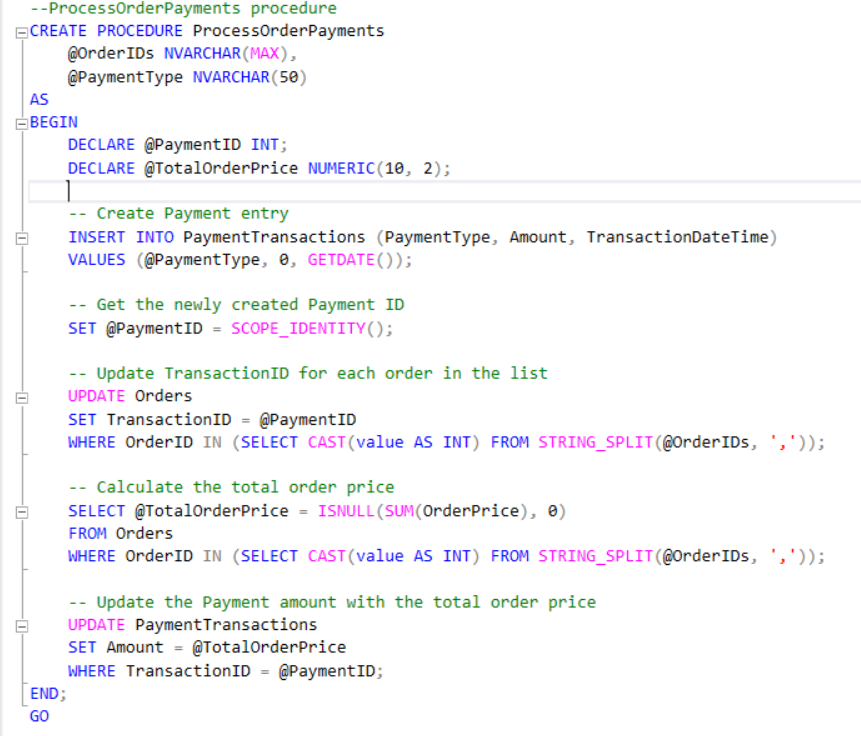 --ProcessOrderPayments procedure
CREATE PROCEDURE ProcessOrderPayments
    @OrderIDs NVARCHAR(MAX),
    @PaymentType NVARCHAR(50)
AS
BEGIN
    DECLARE @PaymentID INT;
    DECLARE @TotalOrderPrice NUMERIC(10, 2);
    -- Create Payment entry
    INSERT INTO PaymentTransactions (PaymentType, Amount, TransactionDateTime)
    VALUES (@PaymentType, 0, GETDATE());
    -- Get the newly created Payment ID
    SET @PaymentID = SCOPE_IDENTITY();
    -- Update TransactionID for each order in the list
    UPDATE Orders
    SET TransactionID = @PaymentID
    WHERE OrderID IN (SELECT CAST(value AS INT) FROM STRING_SPLIT(@OrderIDs, ','));
    -- Calculate the total order price
    SELECT @TotalOrderPrice = ISNULL(SUM(OrderPrice), 0)
    FROM Orders
    WHERE OrderID IN (SELECT CAST(value AS INT) FROM STRING_SPLIT(@OrderIDs, ','));
    -- Update the Payment amount with the total order price
    UPDATE PaymentTransactions
    SET Amount = @TotalOrderPrice
    WHERE TransactionID = @PaymentID;
END;
GO